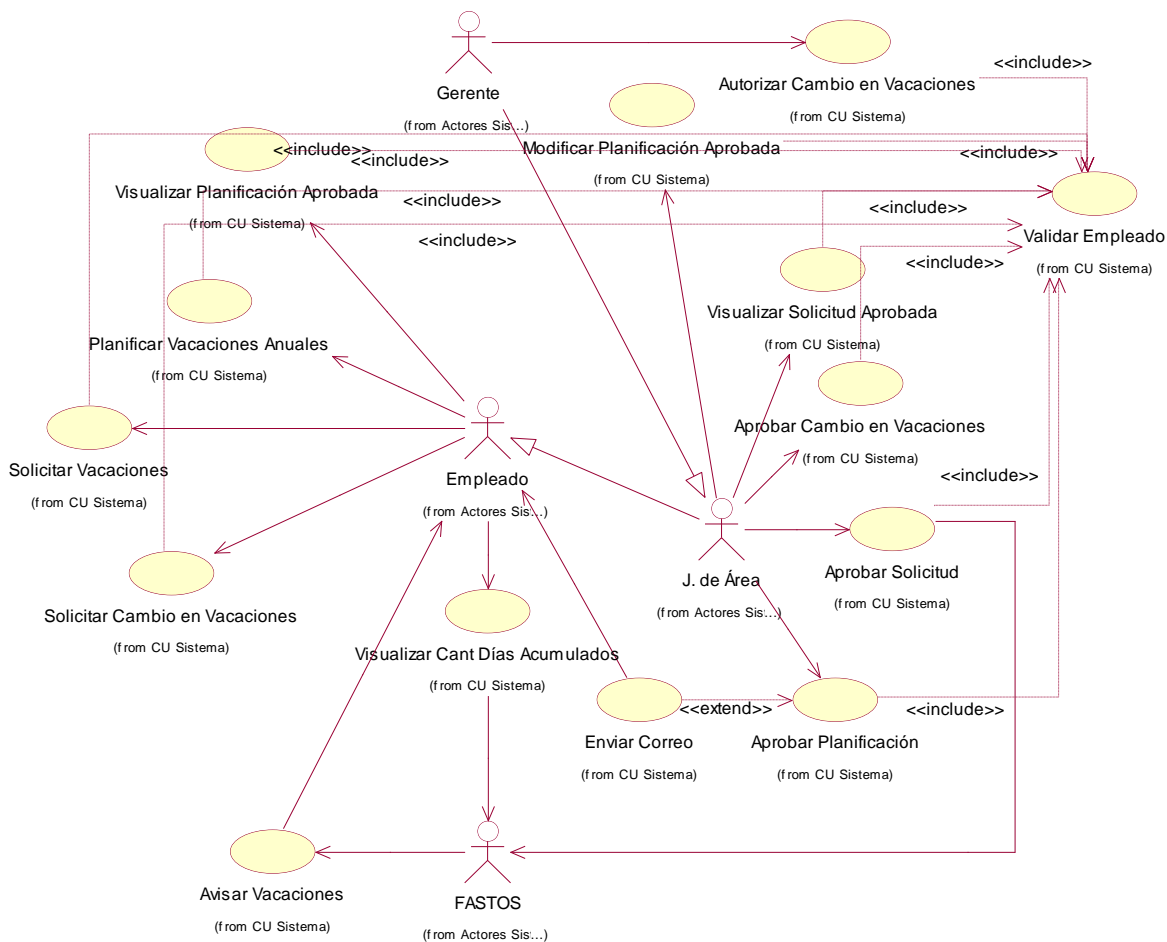 <<include>>
Autorizar Cambio en Vacaciones
(from CU Sistema)
Gerente
(from Actores Sis...)
<<include>>
<<include>>
Modificar Planificación Aprobada
(from CU Sistema)
<<include>>
Visualizar Planificación Aprobada
(from CU Sistema)
<<include>>
<<include>>
<<include>>
Validar Empleado
(from CU Sistema)
<<include>>
Visualizar Solicitud Aprobada
(from CU Sistema)
Planificar Vacaciones Anuales
(from CU Sistema)
Aprobar Cambio en Vacaciones
(from CU Sistema)
Solicitar Vacaciones
(from CU Sistema)
Empleado
(from Actores Sis...)
<<include>>
J. de Área
(from Actores Sis...)
Aprobar Solicitud
(from CU Sistema)
Solicitar Cambio en Vacaciones
(from CU Sistema)
Visualizar Cant Días Acumulados
(from CU Sistema)
<<extend>>
<<include>>
Enviar Correo
(from CU Sistema)
Aprobar Planificación
(from CU Sistema)
Avisar Vacaciones
(from CU Sistema)
FASTOS
(from Actores Sis...)